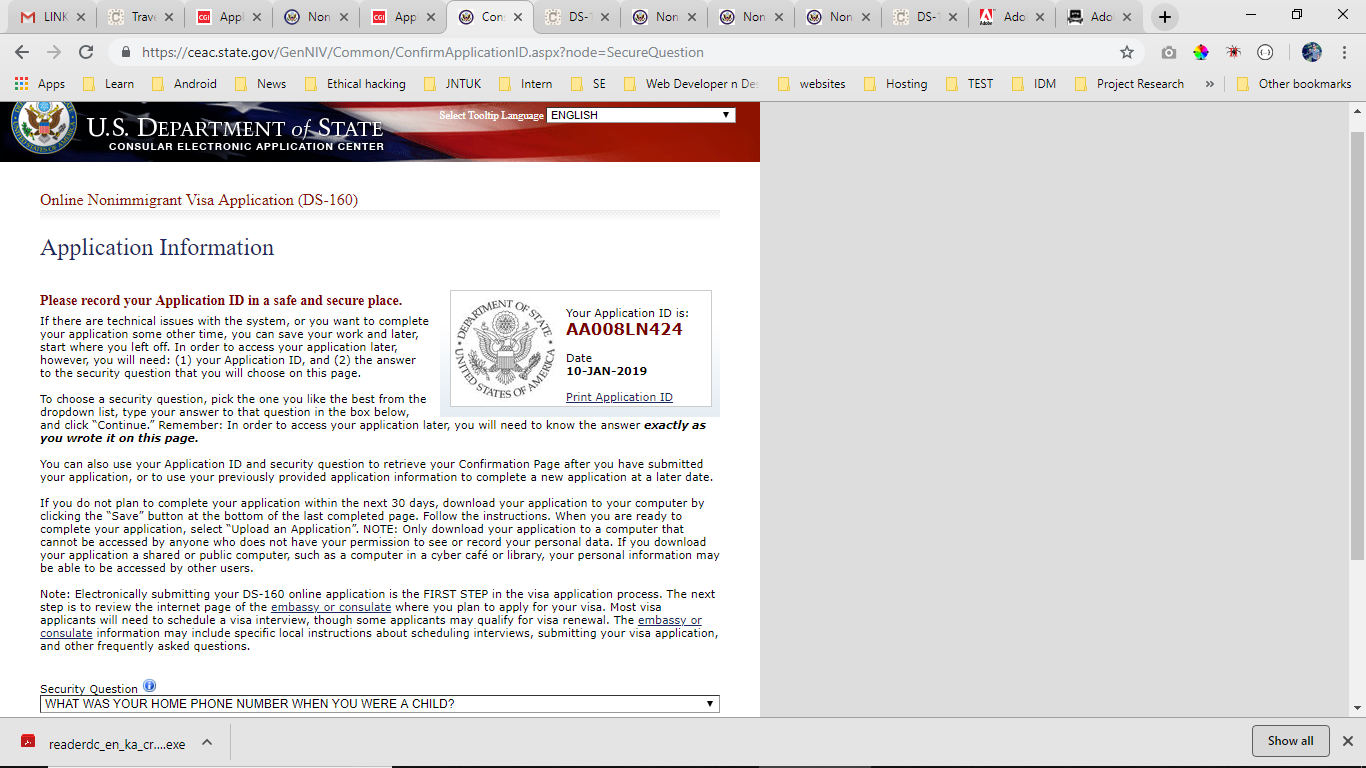 LINK
Trave
Appl
Non
App
Con
DS-1
Non
Non
Non
DS-
Ado
Ado
https://ceac.state.gov/GenNIV/Common/ConfirmApplicationID.aspx?node=SecureQuestion
Apps Learn Android News Ethical hacking JNTUK Intern SE Web Developer n Des websites Hosting TEST IDM Project Research » Other bookmarks
U.S. DEPARTMENT of STATE
CONSULAR ELECTRONIC APPLICATION CENTER
Select Tooltip Language ENGLISH
Online Nonimmigrant Visa Application (DS-160)
Application Information
Please record your Application ID in a safe and secure place.
If there are technical issues with the system, or you want to complete
your application some other time, you can save your work and later,
start where you left off. In order to access your application later,
however, you will need: (1) your Application ID, and (2) the answer
to the security question that you will choose on this page.
DEPARTMENT OF STATE
UNITED STATES OF AMERICA
Your Application ID is:
AA008LN424
Date
10-JAN-2019
Print Application ID
To choose a security question, pick the one you like the best from the
dropdown list, type your answer to that question in the box below,
and click “Continue.” Remember: In order to access your application later, you will need to know the answer exactly as
you wrote it on this page.
You can also use your Application ID and security question to retrieve your Confirmation Page after you have submitted
your application, or to use your previously provided application information to complete a new application at a later date.
If you do not plan to complete your application within the next 30 days, download your application to your computer by
clicking the “Save” button at the bottom of the last completed page. Follow the instructions. When you are ready to
complete your application, select “Upload an Application”. NOTE: Only download your application to a computer that
cannot be accessed by anyone who does not have your permission to see or record your personal data. If you download
your application a shared or public computer, such as a computer in a cyber café or library, your personal information may
be able to be accessed by other users.
Note: Electronically submitting your DS-160 online application is the FIRST STEP in the visa application process. The next
step is to review the internet page of the embassy or consulate where you plan to apply for your visa. Most visa
applicants will need to schedule a visa interview, though some applicants may qualify for visa renewal. The embassy or
consulate information may include specific local instructions about scheduling interviews, submitting your visa application,
and other frequently asked questions.
Security Question
WHAT WAS YOUR HOME PHONE NUMBER WHEN YOU WERE A CHILD?
readerdc_en_ka_cr....exe
Show all